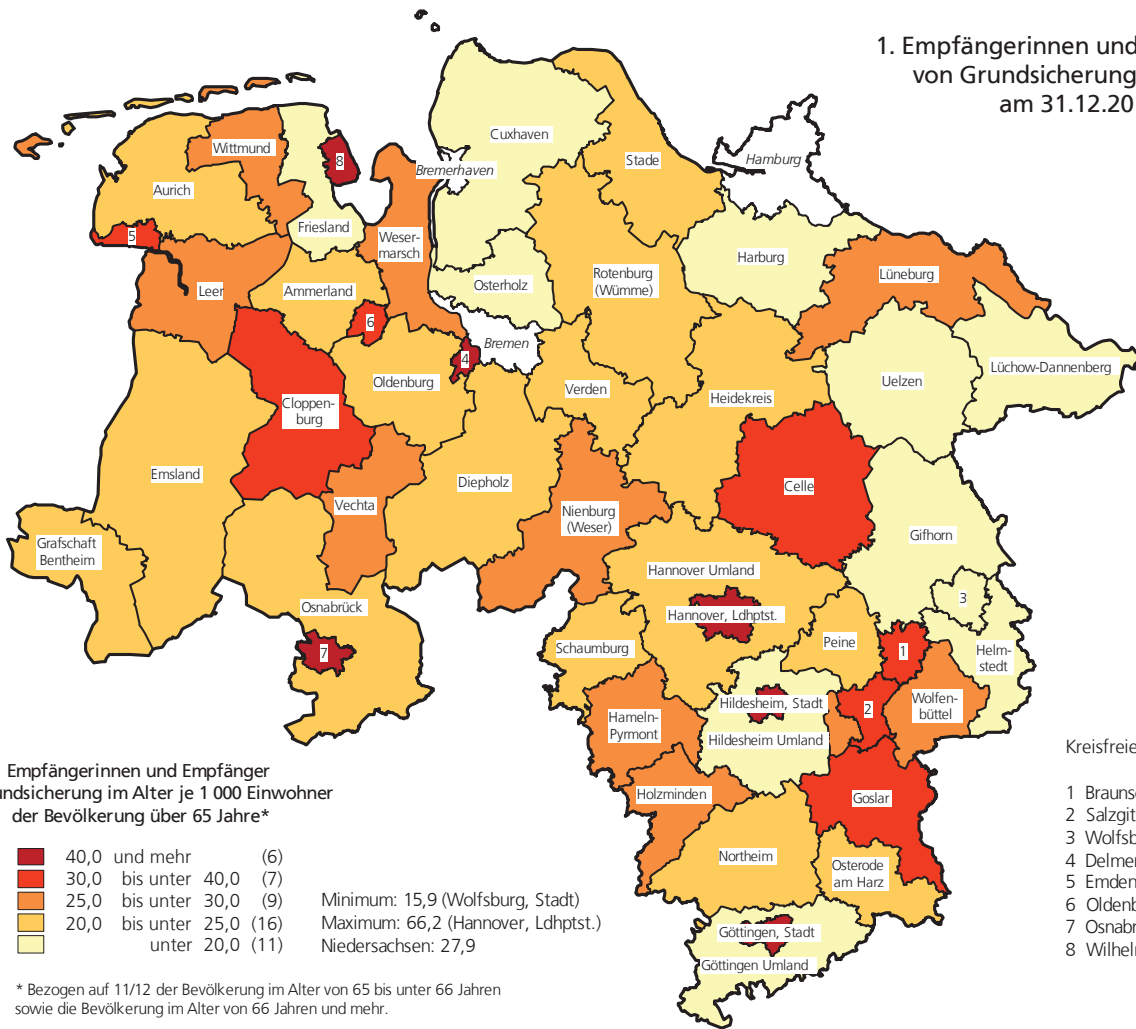 1. Empfängerinnen und
von Grundsicherung
am 31.12.20
Cuxhaven
Stade
Hamburg
Bremerhaven
Wittmund
8
Aurich
Friesland
5
Weser-
marsch
Harburg
Lüneburg
Osterholz
Rotenburg
(Wümme)
Leer
Ammerland
6
Bremen
4
Lüchow-Dannenberg
Uelzen
Oldenburg
Verden
Heidekreis
Cloppen-
burg
Emsland
Diepholz
Celle
Vechta
Nienburg
(Weser)
Gifhorn
Grafschaft
Bentheim
Hannover Umland
3
Osnabrück
Hannover, Ldhptst.
Peine
Schaumburg
7
1
Helm-
stedt
Hildesheim, Stadt
2
Wolfen-
büttel
Hameln-
Pyrmont
Hildesheim Umland
Holzminden
Goslar
Northeim
Osterode
am Harz
Göttingen, Stadt
Göttingen Umland
Empfängerinnen und Empfänger
undsicherung im Alter je 1 000 Einwohner
der Bevölkerung über 65 Jahre*
40,0 und mehr (6)
30,0 bis unter 40,0 (7)
25,0 bis unter 30,0 (9)
20,0 bis unter 25,0 (16)
unter 20,0 (11)
Minimum: 15,9 (Wolfsburg, Stadt)
Maximum: 66,2 (Hannover, Ldhptst.)
Niedersachsen: 27,9
* Bezogen auf 11/12 der Bevölkerung im Alter von 65 bis unter 66 Jahren
sowie die Bevölkerung im Alter von 66 Jahren und mehr.
Kreisfreie
1 Braunsc
2 Salzgit
3 Wolfsb
4 Delmer
5 Emden
6 Oldenb
7 Osnabr
8 Wilhelm